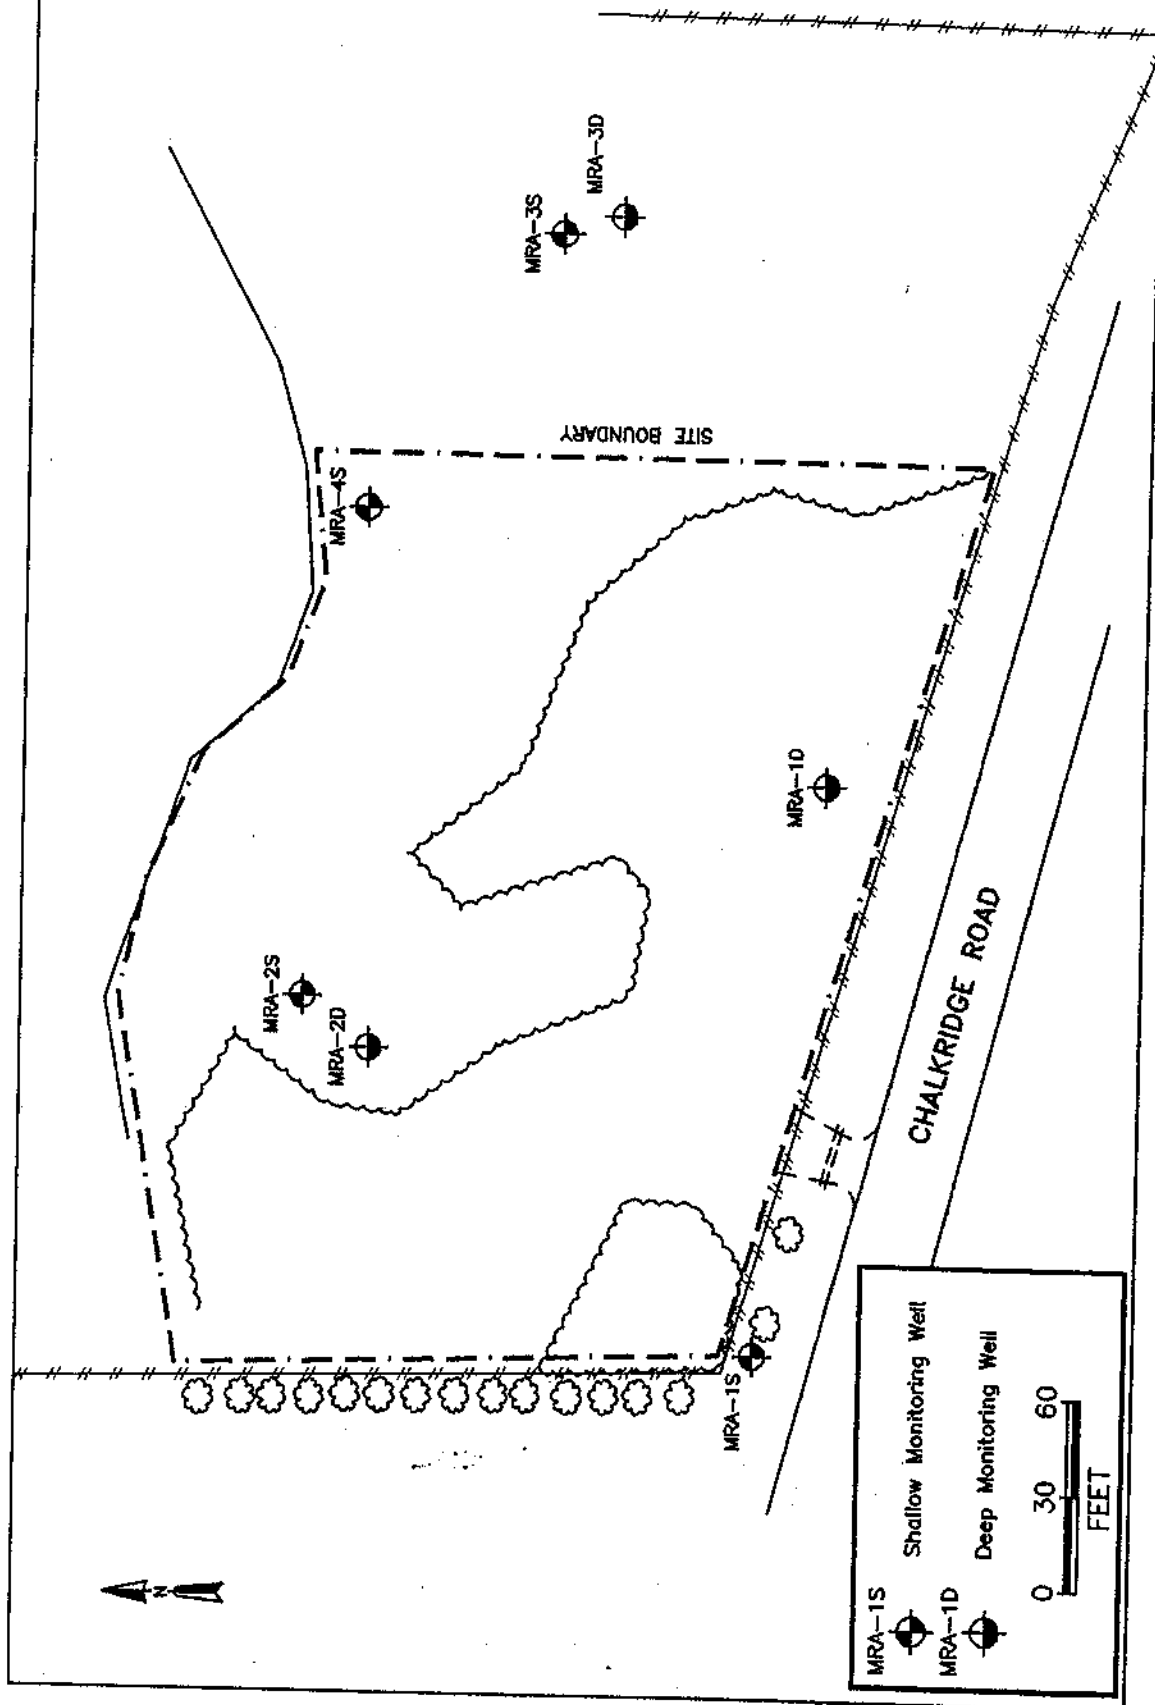 MRA-3S
MRA-3D
SITE BOUNDARY
MRA-4S
MRA-2S
MRA-2D
MRA-1D
MRA-1S
CHALKRIDGE ROAD
N
MRA-1S
Shallow Monitoring Well
MRA-1D
Deep Monitoring Well
0 30 60
FEET